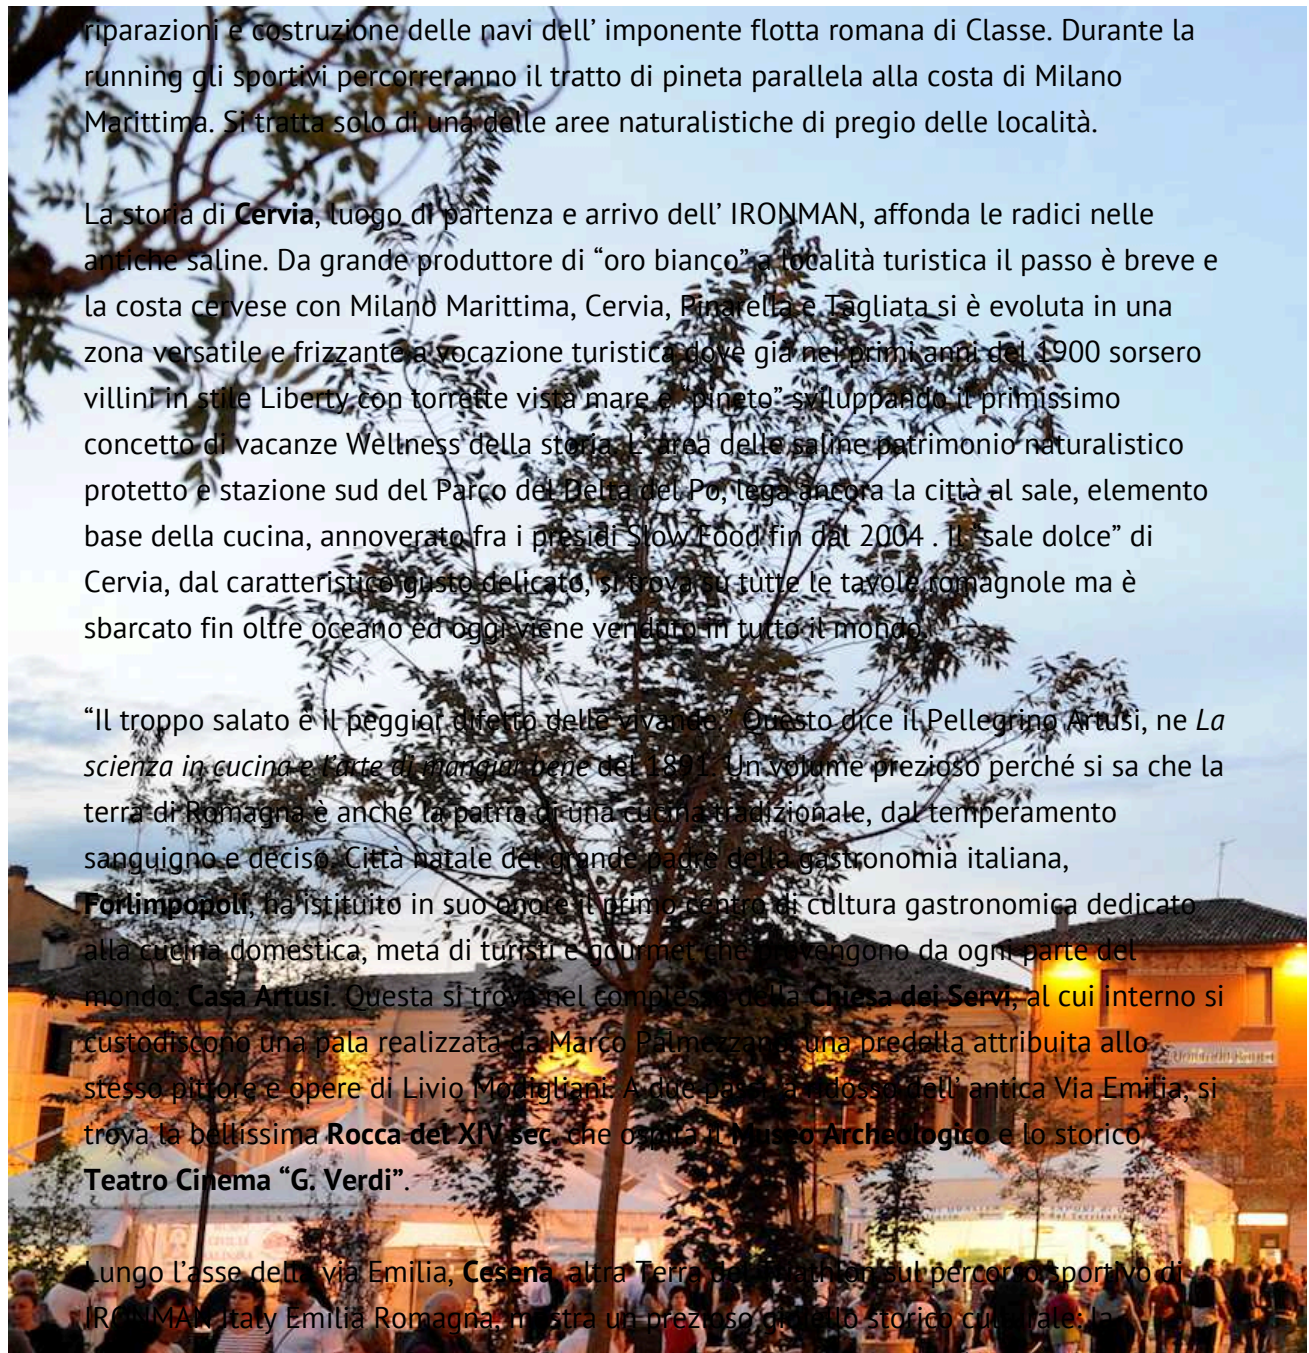 riparazioni e costruzione delle navi dell’ imponente flotta romana di Classe. Durante la
running gli sportivi percorreranno il tratto di pineta parallela alla costa di Milano
Marittima. Si tratta solo di una delle aree naturalistiche di pregio delle località.
La storia di Cervia, luogo di partenza e arrivo dell’ IRONMAN, affonda le radici nelle
antiche saline. Da grande produttore di “oro bianco” a località turistica il passo è breve e
la costa cervese con Milano Marittima, Cervia, Pinarella e Tagliata si è evoluta in una
zona versatile e frizzante a vocazione turistica dove già nei primi anni del 1900 sorsero
villini in stile Liberty con torrette vista mare e “pineto” sviluppando il primissimo
concetto di vacanze Wellness della storia. L’ area delle saline patrimonio naturalistico
protetto e stazione sud del Parco del Delta del Po, lega ancora la città al sale, elemento
base della cucina, annoverato fra i presidi Slow Food fin dal 2004 . Il “sale dolce” di
Cervia, dal caratteristico gusto delicato, si trova su tutte le tavole romagnole ma è
sbarcato fin oltre oceano ed oggi viene venduto in tutto il mondo.
“Il troppo salato è il peggior difetto delle vivande.” Questo dice il Pellegrino Artusi, ne La
scienza in cucina e l’arte di mangiar bene del 1891. Un volume prezioso perché si sa che la
terra di Romagna è anche la patria di una cucina tradizionale, dal temperamento
sanguigno e deciso. Città natale del grande padre della gastronomia italiana,
Forlimpopoli, ha istituito in suo onore il primo centro di cultura gastronomica dedicato
alla cucina domestica, meta di turisti e gourmet che provengono da ogni parte del
mondo: Casa Artusi. Questa si trova nel complesso della Chiesa dei Servi, al cui interno si
custodiscono una pala realizzata da Marco Palmezzano, una predella attribuita allo
stesso pittore e opere di Livio Modigliani. A due passi, a ridosso dell’ antica Via Emilia, si
trova la bellissima Rocca del XIV sec. che ospita il Museo Archeologico e lo storico
Teatro Cinema “G. Verdi”.
Lungo l’asse della via Emilia, Cesena, altra Terra del Triathlon sul percorso sportivo di
IRONMAN Italy Emilia Romagna, mostra un prezioso gioiello storico culturale: la